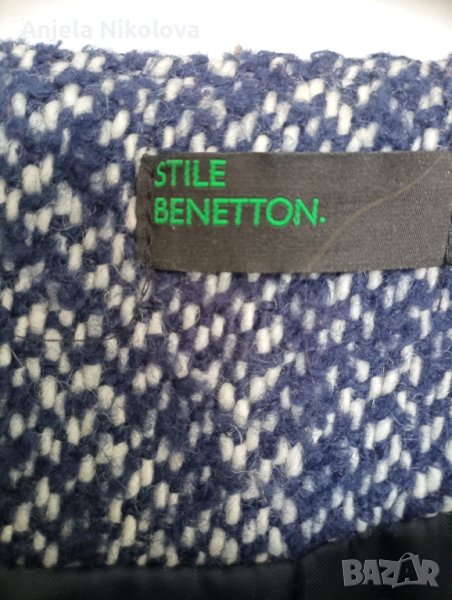 Anjela Nikolova
STILE
BENETTON.
BAZAR